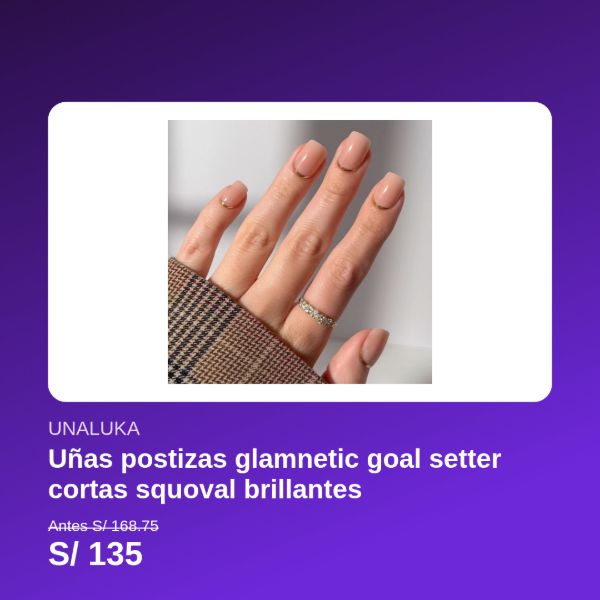 UNALUKA
Uñas postizas glamnetic goal setter
cortas squoval brillantes
Antes S/ 168.75
S/ 135